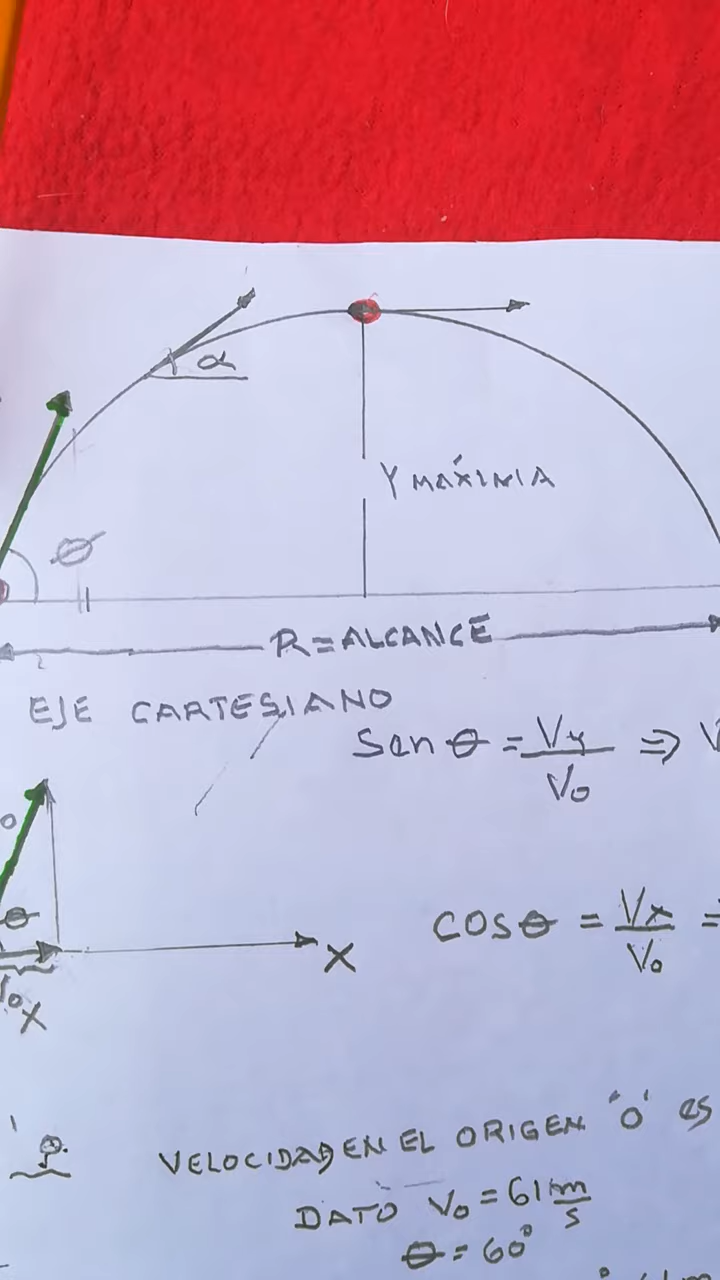 α
Y MÁXIMA
θ
R = ALCANCE
EJE CARTESIANO
Sen θ = Vy / Vo ⇒ V
θ
COS θ = Vx / Vo =
X
ox
VELOCIDAD EN EL ORIGEN 'O' ES
DATO Vo = 61 m/s
θ = 60°